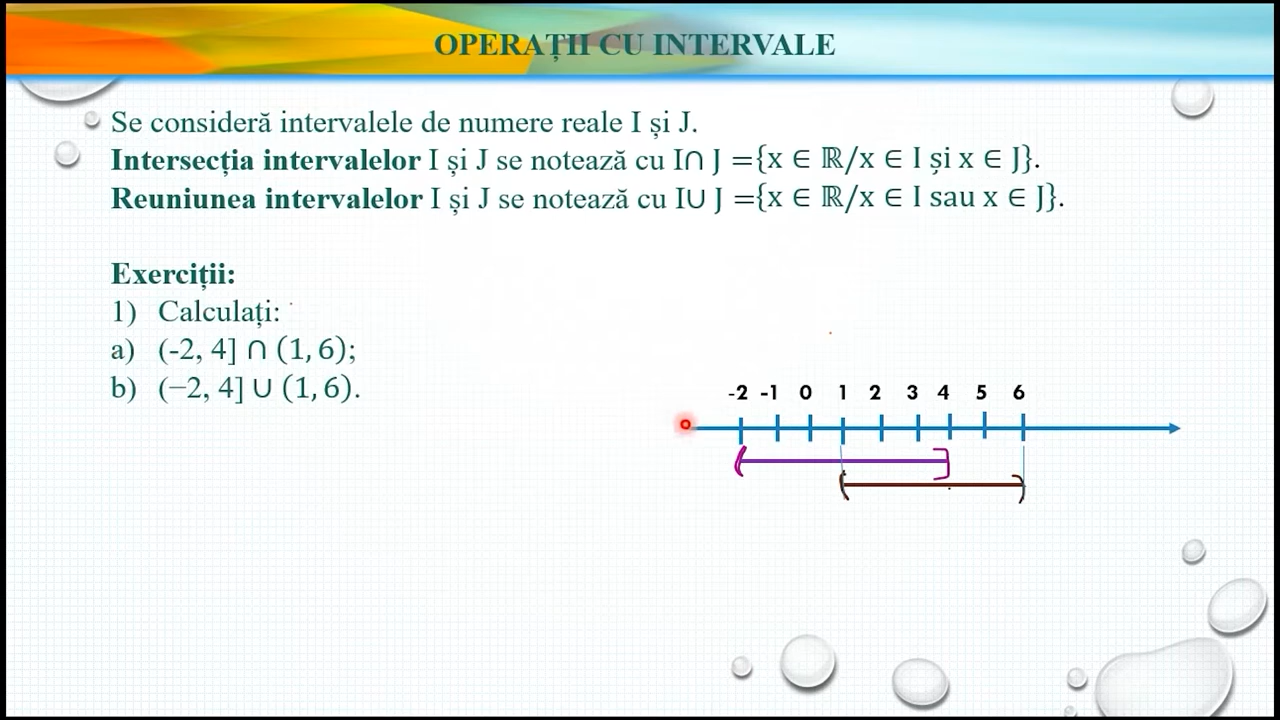 OPERAȚII CU INTERVALE
Se consideră intervalele de numere reale I și J.
Intersecția intervalelor I și J se notează cu I∩ J ={x ∈ ℝ/x ∈ I și x ∈ J}.
Reuniunea intervalelor I și J se notează cu I∪ J ={x ∈ ℝ/x ∈ I sau x ∈ J}.
Exerciții:
1) Calculați:
a) (-2, 4] ∩ (1, 6);
b) (−2, 4] ∪ (1, 6).
-2 -1 0 1 2 3 4 5 6